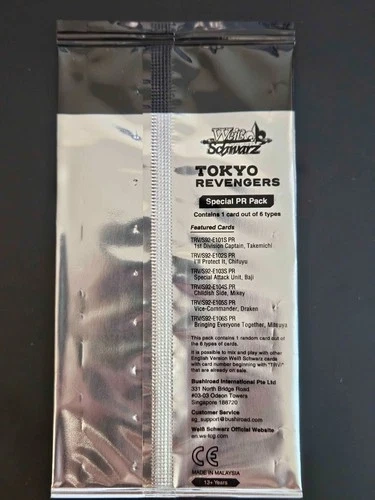 Weiß
Schwarz
TOKYO
REVENGERS
Special PR Pack
Contains 1 card out of 6 types
Featured Cards
TRV/S92-E101S PR
1st Division Captain, Takemichi
TRV/S92-E102S PR
I'll Protect It, Chifuyu
TRV/S92-E103S PR
Special Attack Unit, Baji
TRV/S92-E104S PR
Childish Side, Mikey
TRV/S92-E105S PR
Vice-Commander, Draken
TRV/S92-E106S PR
Bringing Everyone Together, Mitsuya
This pack contains 1 random card out of
the 6 types of cards.
It is possible to mix and play with other
English Version Weiß Schwarz cards
with card number beginning with "TRV/"
that are already on sale.
Bushiroad International Pte Ltd
331 North Bridge Road
#03-03 Odeon Towers
Singapore 188720
Customer Service
sg_support@bushiroad.com
Weiß Schwarz Official Website
en.ws-tcg.com
CE
MADE IN MALAYSIA
13+ Years